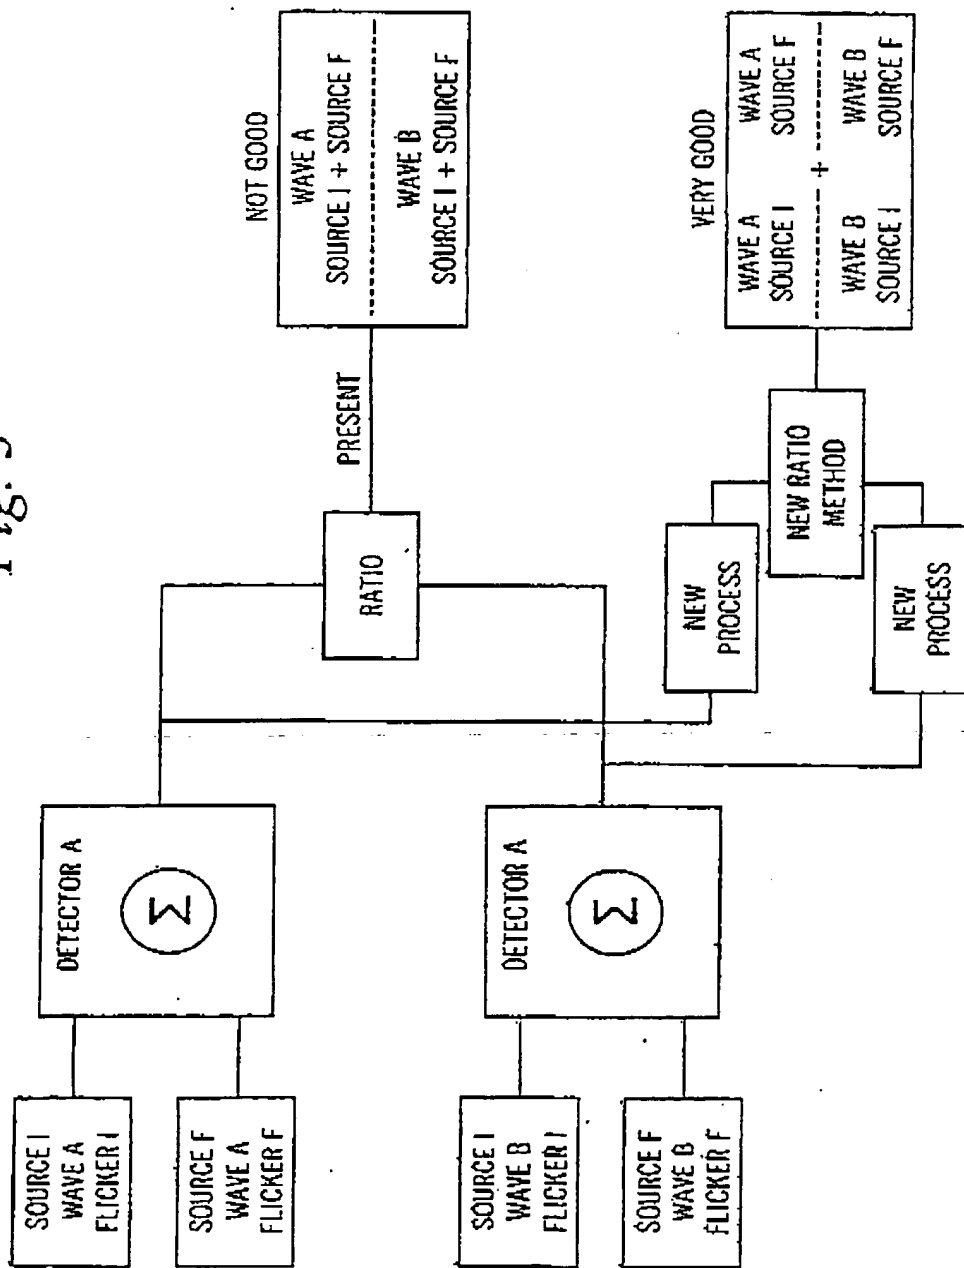 Fig. 5
SOURCE I
WAVE A
FLICKER I
SOURCE F
WAVE A
FLICKER F
SOURCE I
WAVE B
FLICKER I
SOURCE F
WAVE B
FLICKER F
DETECTOR A
Σ
DETECTOR A
Σ
RATIO
PRESENT
NOT GOOD
WAVE A
SOURCE I + SOURCE F
WAVE B
SOURCE I + SOURCE F
NEW
PROCESS
NEW
PROCESS
NEW RATIO
METHOD
VERY GOOD
WAVE A WAVE A
SOURCE I SOURCE F
+
WAVE B WAVE B
SOURCE I SOURCE F